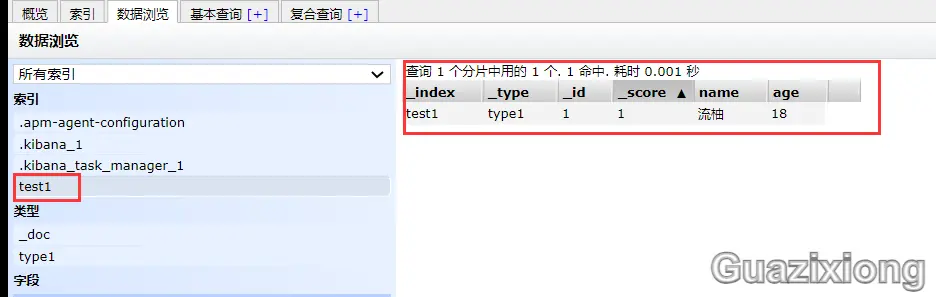 概览 索引 数据浏览 基本查询 [+] 复合查询 [+]
数据浏览
所有索引
索引
.apm-agent-configuration
.kibana_1
.kibana_task_manager_1
test1
类型
_doc
type1
字段
查询 1 个分片中用的 1 个. 1 命中. 耗时 0.001 秒
_index _type _id _score ▲ name age
test1 type1 1 1 流柚 18
Guazixiong